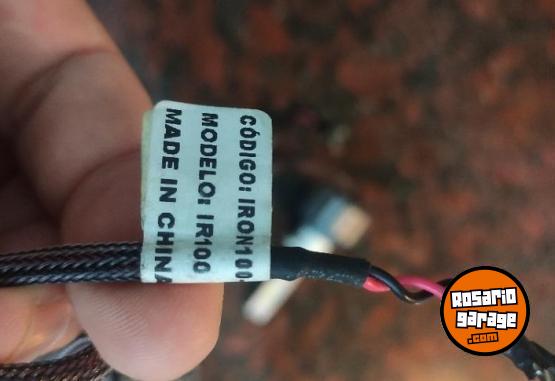 CÓDIGO: IRON100
MODELO: IR100
MADE IN CHINA
Rosario
garage
.com